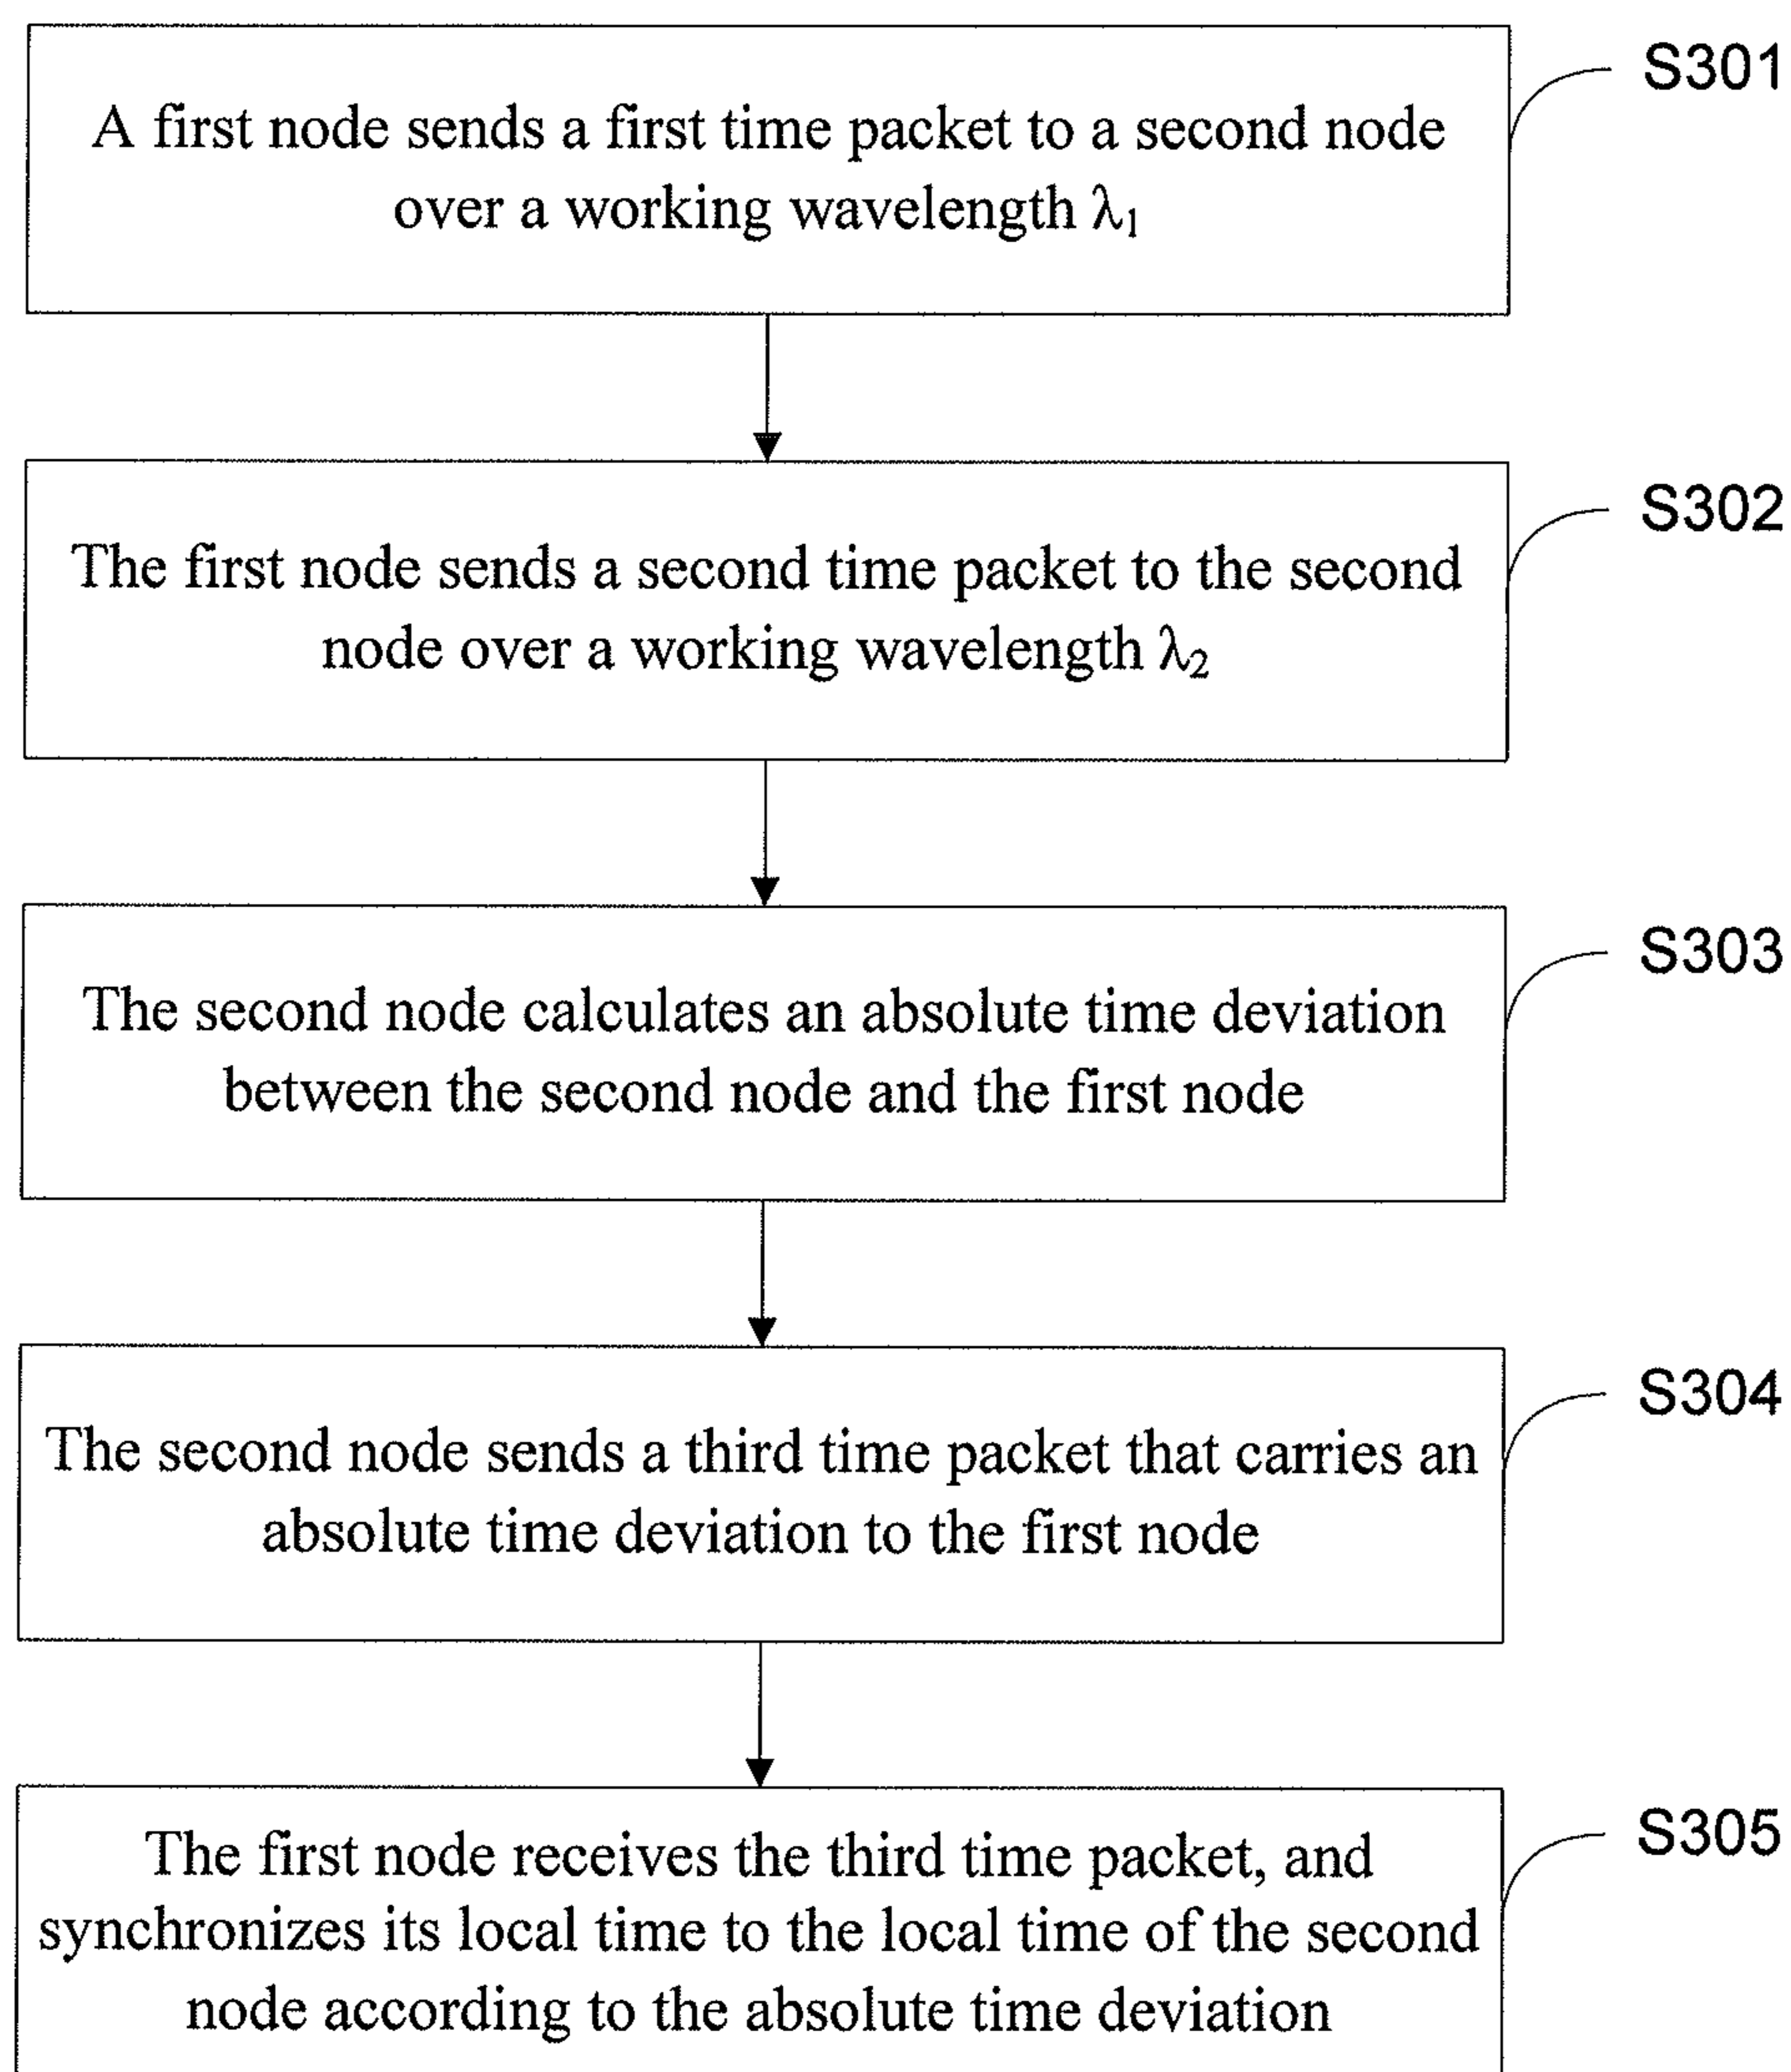 A first node sends a first time packet to a second node
over a working wavelength λ₁
S301
The first node sends a second time packet to the second
node over a working wavelength λ₂
S302
The second node calculates an absolute time deviation
between the second node and the first node
S303
The second node sends a third time packet that carries an
absolute time deviation to the first node
S304
The first node receives the third time packet, and
synchronizes its local time to the local time of the second
node according to the absolute time deviation
S305